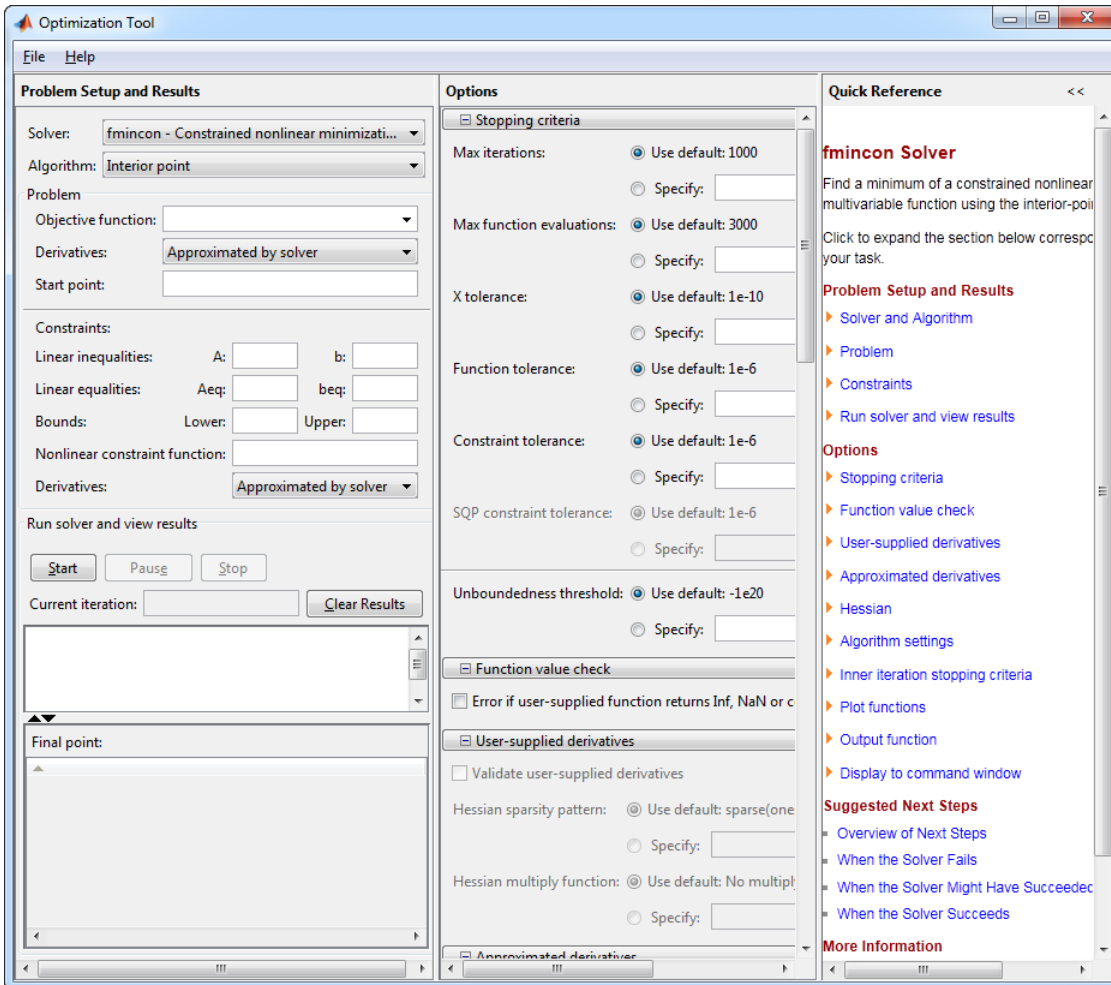 Optimization Tool
File Help
Problem Setup and Results
Solver: fmincon - Constrained nonlinear minimizati...
Algorithm: Interior point
Problem
Objective function:
Derivatives: Approximated by solver
Start point:
Constraints:
Linear inequalities: A: b:
Linear equalities: Aeq: beq:
Bounds: Lower: Upper:
Nonlinear constraint function:
Derivatives: Approximated by solver
Run solver and view results
Start Pause Stop
Current iteration: Clear Results
Final point:
Options
Stopping criteria
Max iterations: Use default: 1000
Specify:
Max function evaluations: Use default: 3000
Specify:
X tolerance: Use default: 1e-10
Specify:
Function tolerance: Use default: 1e-6
Specify:
Constraint tolerance: Use default: 1e-6
Specify:
SQP constraint tolerance: Use default: 1e-6
Specify:
Unboundedness threshold: Use default: -1e20
Specify:
Function value check
Error if user-supplied function returns Inf, NaN or c
User-supplied derivatives
Validate user-supplied derivatives
Hessian sparsity pattern: Use default: sparse(one
Specify:
Hessian multiply function: Use default: No multipl
Specify:
Approximated derivatives
Quick Reference <<
fmincon Solver
Find a minimum of a constrained nonlinear
multivariable function using the interior-poi
Click to expand the section below correspo
your task.
Problem Setup and Results
Solver and Algorithm
Problem
Constraints
Run solver and view results
Options
Stopping criteria
Function value check
User-supplied derivatives
Approximated derivatives
Hessian
Algorithm settings
Inner iteration stopping criteria
Plot functions
Output function
Display to command window
Suggested Next Steps
Overview of Next Steps
When the Solver Fails
When the Solver Might Have Succeeded
When the Solver Succeeds
More Information